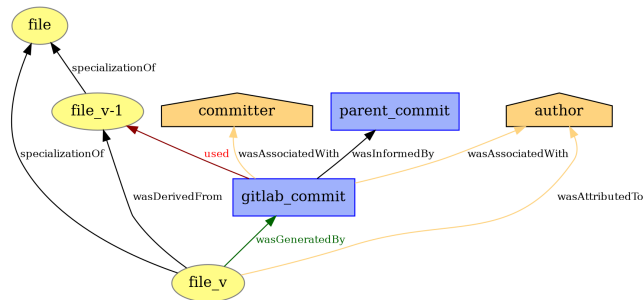 file
specializationOf
file_v-1
committer
parent_commit
author
specializationOf
used
wasAssociatedWith
wasInformedBy
wasAssociatedWith
wasDerivedFrom
gitlab_commit
wasAttributedTo
wasGeneratedBy
file_v